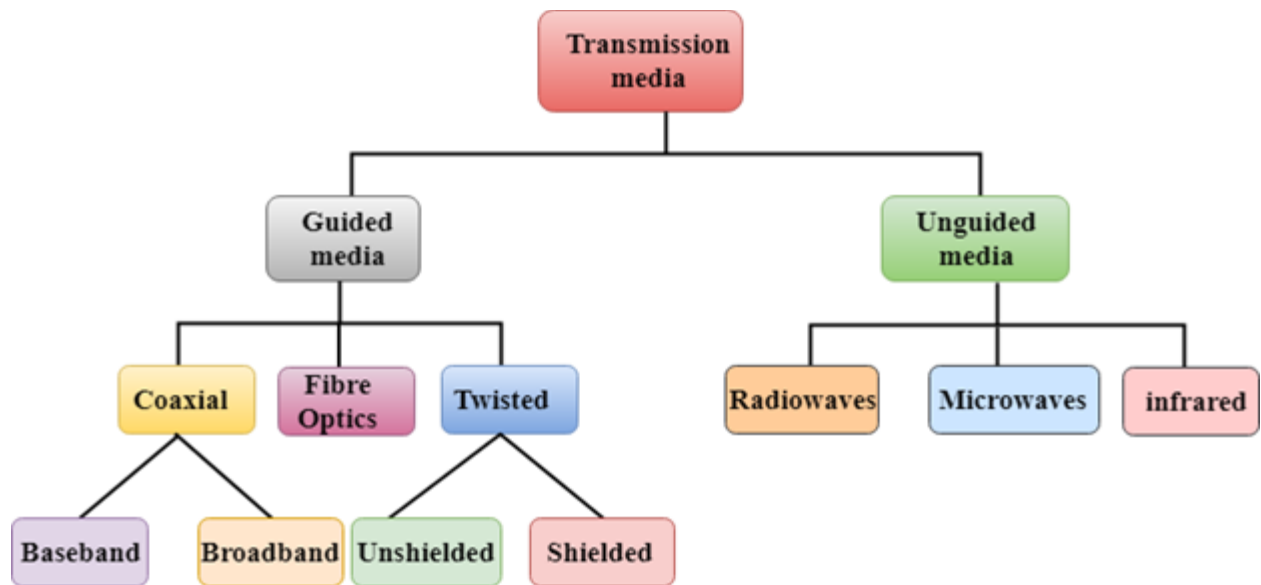 Transmission
media
Guided
media
Unguided
media
Coaxial
Fibre
Optics
Twisted
Radiowaves
Microwaves
infrared
Baseband
Broadband
Unshielded
Shielded